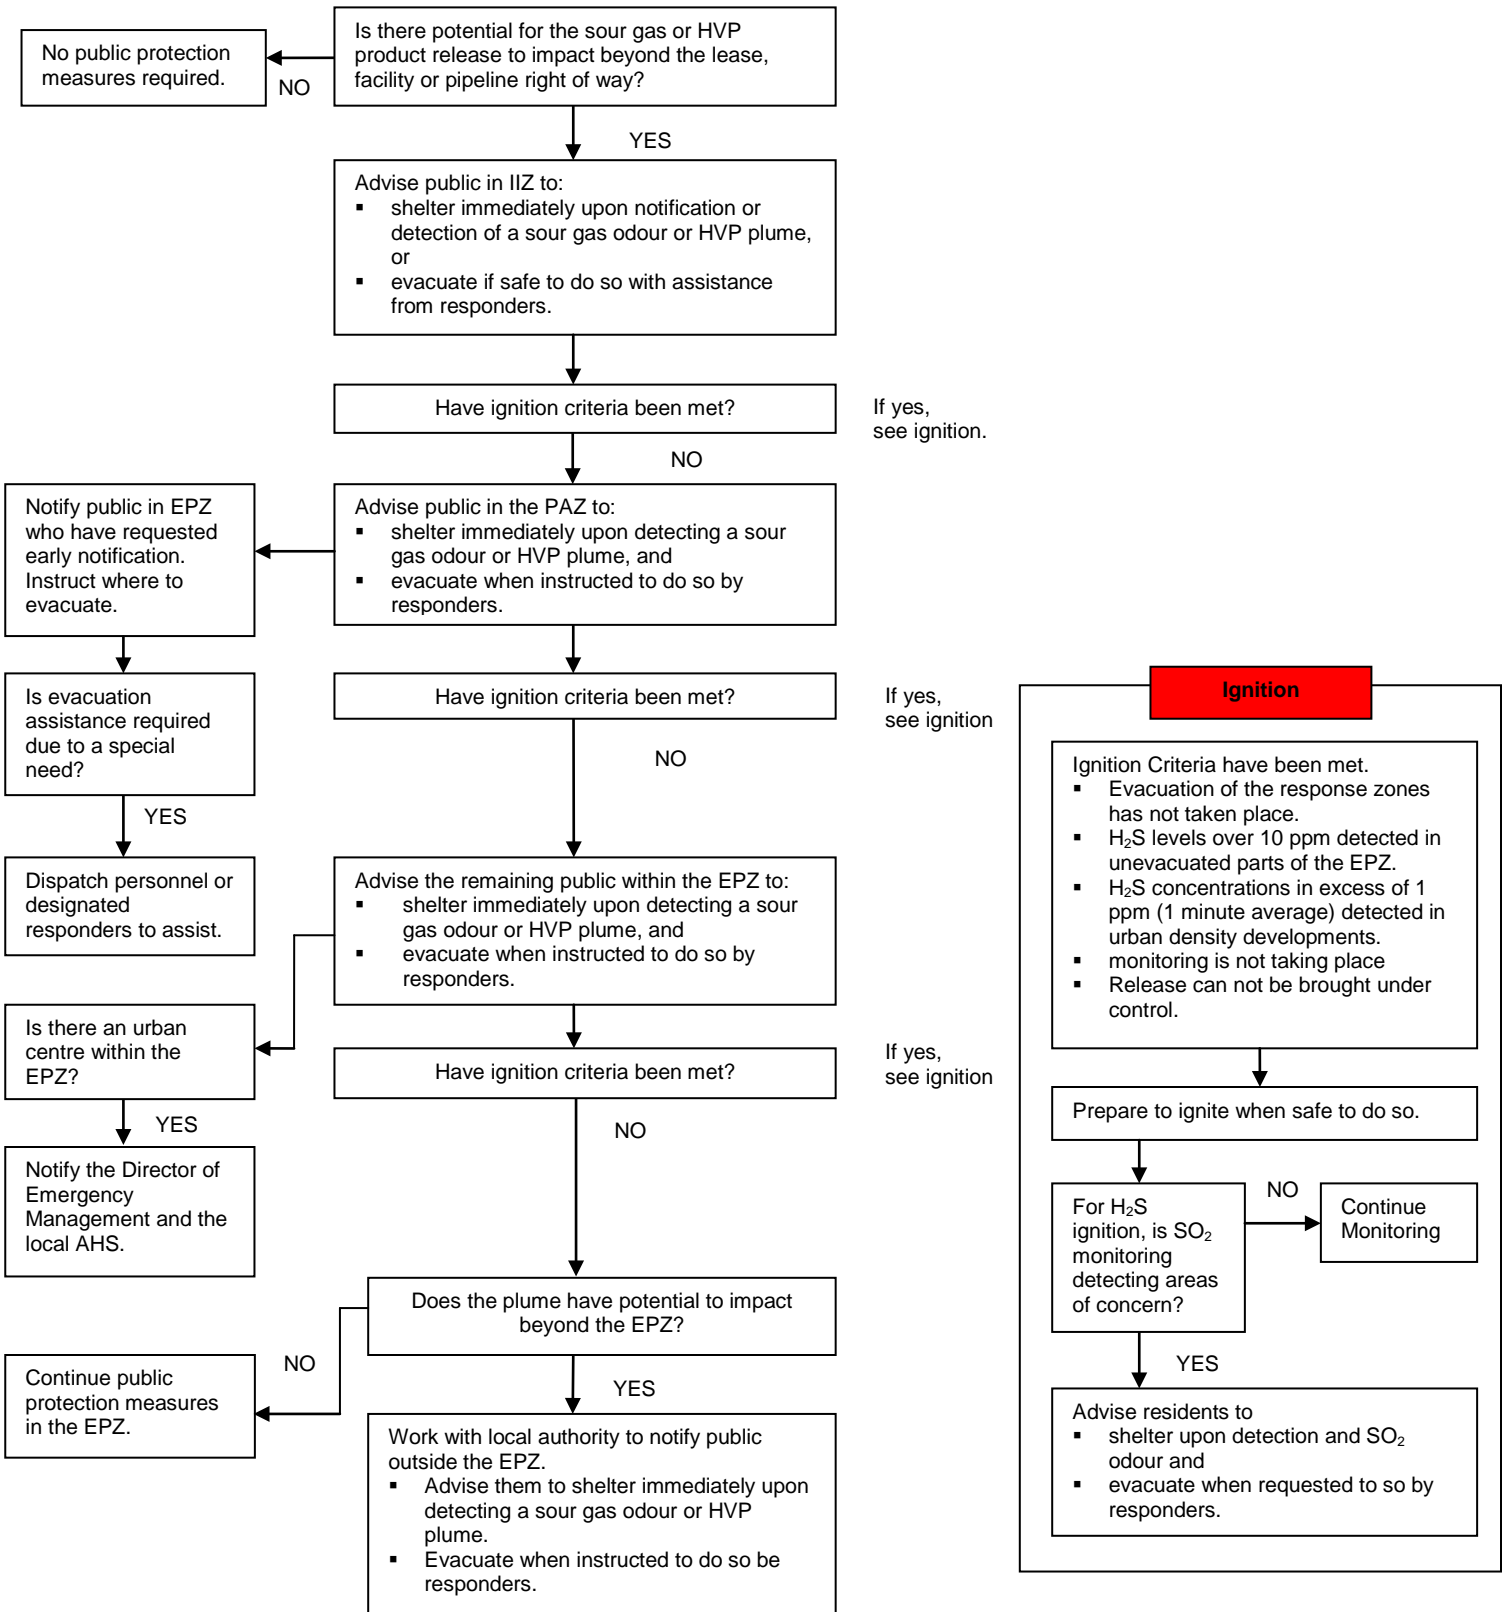 Is there potential for the sour gas or HVP
product release to impact beyond the lease,
facility or pipeline right of way?
NO
No public protection
measures required.
YES
Advise public in IIZ to:
▪ shelter immediately upon notification or
detection of a sour gas odour or HVP plume,
or
▪ evacuate if safe to do so with assistance
from responders.
Have ignition criteria been met?
If yes,
see ignition.
NO
Advise public in the PAZ to:
▪ shelter immediately upon detecting a sour
gas odour or HVP plume, and
▪ evacuate when instructed to do so by
responders.
Notify public in EPZ
who have requested
early notification.
Instruct where to
evacuate.
Is evacuation
assistance required
due to a special
need?
YES
Dispatch personnel or
designated
responders to assist.
Have ignition criteria been met?
If yes,
see ignition
NO
Advise the remaining public within the EPZ to:
▪ shelter immediately upon detecting a sour
gas odour or HVP plume, and
▪ evacuate when instructed to do so by
responders.
Is there an urban
centre within the
EPZ?
YES
Notify the Director of
Emergency
Management and the
local AHS.
Have ignition criteria been met?
If yes,
see ignition
NO
Does the plume have potential to impact
beyond the EPZ?
NO
Continue public
protection measures
in the EPZ.
YES
Work with local authority to notify public
outside the EPZ.
▪ Advise them to shelter immediately upon
detecting a sour gas odour or HVP
plume.
▪ Evacuate when instructed to do so be
responders.
Ignition
Ignition Criteria have been met.
▪ Evacuation of the response zones
has not taken place.
▪ H₂S levels over 10 ppm detected in
unevacuated parts of the EPZ.
▪ H₂S concentrations in excess of 1
ppm (1 minute average) detected in
urban density developments.
▪ monitoring is not taking place
▪ Release can not be brought under
control.
Prepare to ignite when safe to do so.
For H₂S
ignition, is SO₂
monitoring
detecting areas
of concern?
NO
Continue
Monitoring
YES
Advise residents to
▪ shelter upon detection and SO₂
odour and
▪ evacuate when requested to so by
responders.